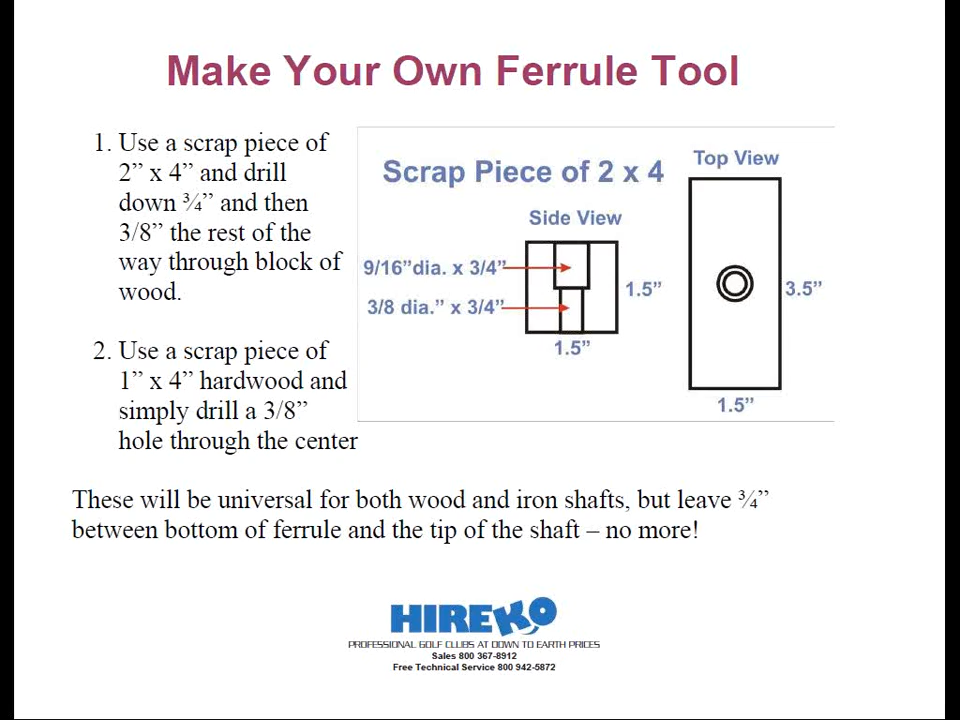 Make Your Own Ferrule Tool
1. Use a scrap piece of
2” x 4” and drill
down ¾” and then
3/8” the rest of the
way through block of
wood.
2. Use a scrap piece of
1” x 4” hardwood and
simply drill a 3/8”
hole through the center
Scrap Piece of 2 x 4
Top View
Side View
9/16”dia. x 3/4”
3/8 dia.” x 3/4”
1.5”
1.5”
3.5”
1.5”
These will be universal for both wood and iron shafts, but leave ¾”
between bottom of ferrule and the tip of the shaft – no more!
HIREKO
PROFESSIONAL GOLF CLUBS AT DOWN TO EARTH PRICES
Sales 800 367-8912
Free Technical Service 800 942-5872